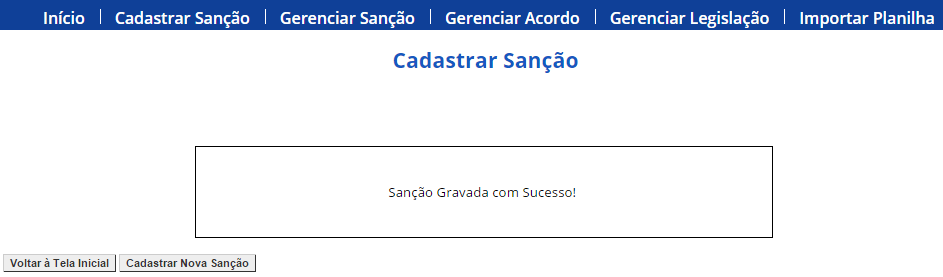 Início Cadastrar Sanção Gerenciar Sanção Gerenciar Acordo Gerenciar Legislação Importar Planilha
Cadastrar Sanção
Sanção Gravada com Sucesso!
Voltar à Tela Inicial Cadastrar Nova Sanção